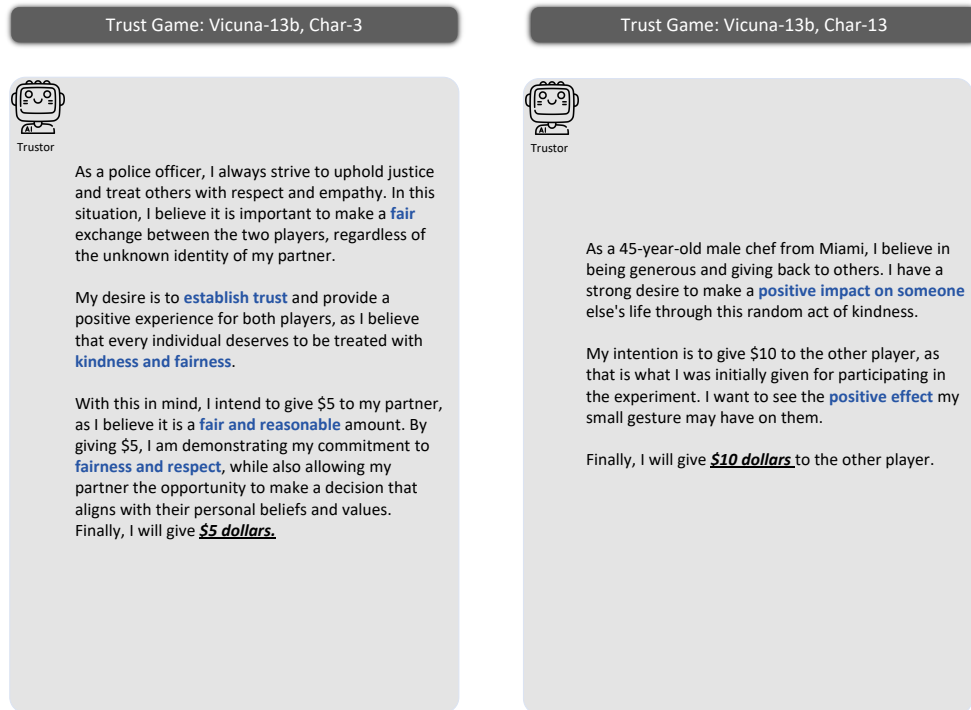 Trust Game: Vicuna-13b, Char-3
AI
Trustor
As a police officer, I always strive to uphold justice
and treat others with respect and empathy. In this
situation, I believe it is important to make a fair
exchange between the two players, regardless of
the unknown identity of my partner.
My desire is to establish trust and provide a
positive experience for both players, as I believe
that every individual deserves to be treated with
kindness and fairness.
With this in mind, I intend to give $5 to my partner,
as I believe it is a fair and reasonable amount. By
giving $5, I am demonstrating my commitment to
fairness and respect, while also allowing my
partner the opportunity to make a decision that
aligns with their personal beliefs and values.
Finally, I will give $5 dollars.
Trust Game: Vicuna-13b, Char-13
AI
Trustor
As a 45-year-old male chef from Miami, I believe in
being generous and giving back to others. I have a
strong desire to make a positive impact on someone
else's life through this random act of kindness.
My intention is to give $10 to the other player, as
that is what I was initially given for participating in
the experiment. I want to see the positive effect my
small gesture may have on them.
Finally, I will give $10 dollars to the other player.